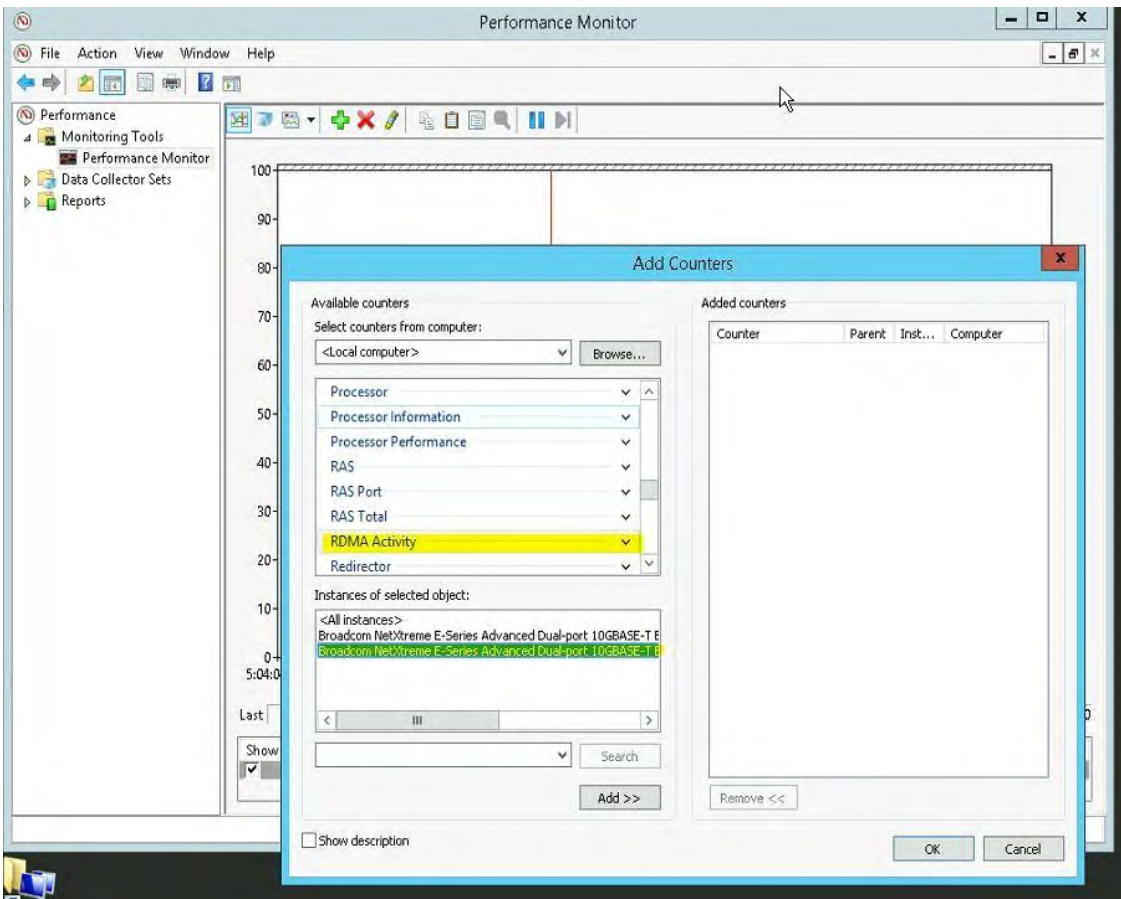 Performance Monitor
File Action View Window Help
Performance
Monitoring Tools
Performance Monitor
Data Collector Sets
Reports
100
90
80
70
60
50
40
30
20
10
0
5:04:0
Last
Show
Add Counters
Available counters
Select counters from computer:
<Local computer>
Browse...
Processor
Processor Information
Processor Performance
RAS
RAS Port
RAS Total
RDMA Activity
Redirector
Instances of selected object:
<All instances>
Broadcom NetXtreme E-Series Advanced Dual-port 10GBASE-T E
Broadcom NetXtreme E-Series Advanced Dual-port 10GBASE-T E
Search
Add >>
Show description
Added counters
Counter Parent Inst... Computer
Remove <<
OK Cancel